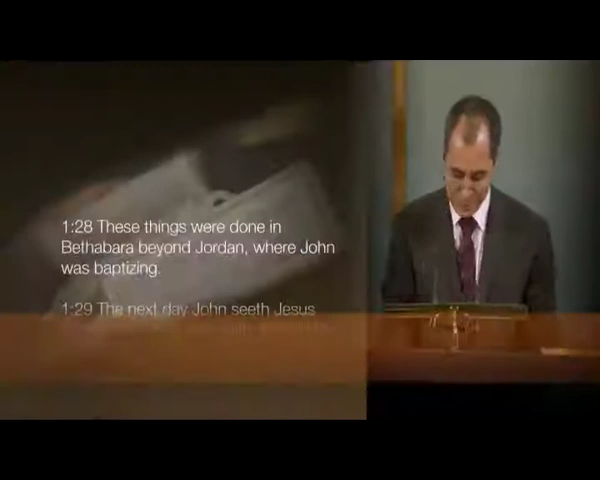 1:28 These things were done in
Bethabara beyond Jordan, where John
was baptizing.
1:29 The next day John seeth Jesus